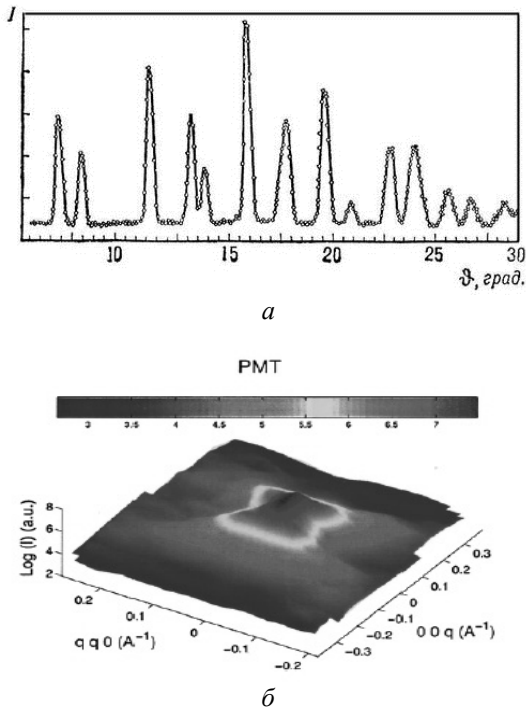 I
10 15 20 25 30
ϑ, град.
а
PMT
3 3.5 4 4.5 5 5.5 6 6.5 7
Log (I) (a.u.)
8
6
4
2
0.2 0.1 0 -0.1 -0.2
q q 0 (A⁻¹)
-0.3 -0.2 -0.1 0 0.1 0.2 0.3
0 0 q (A⁻¹)
б